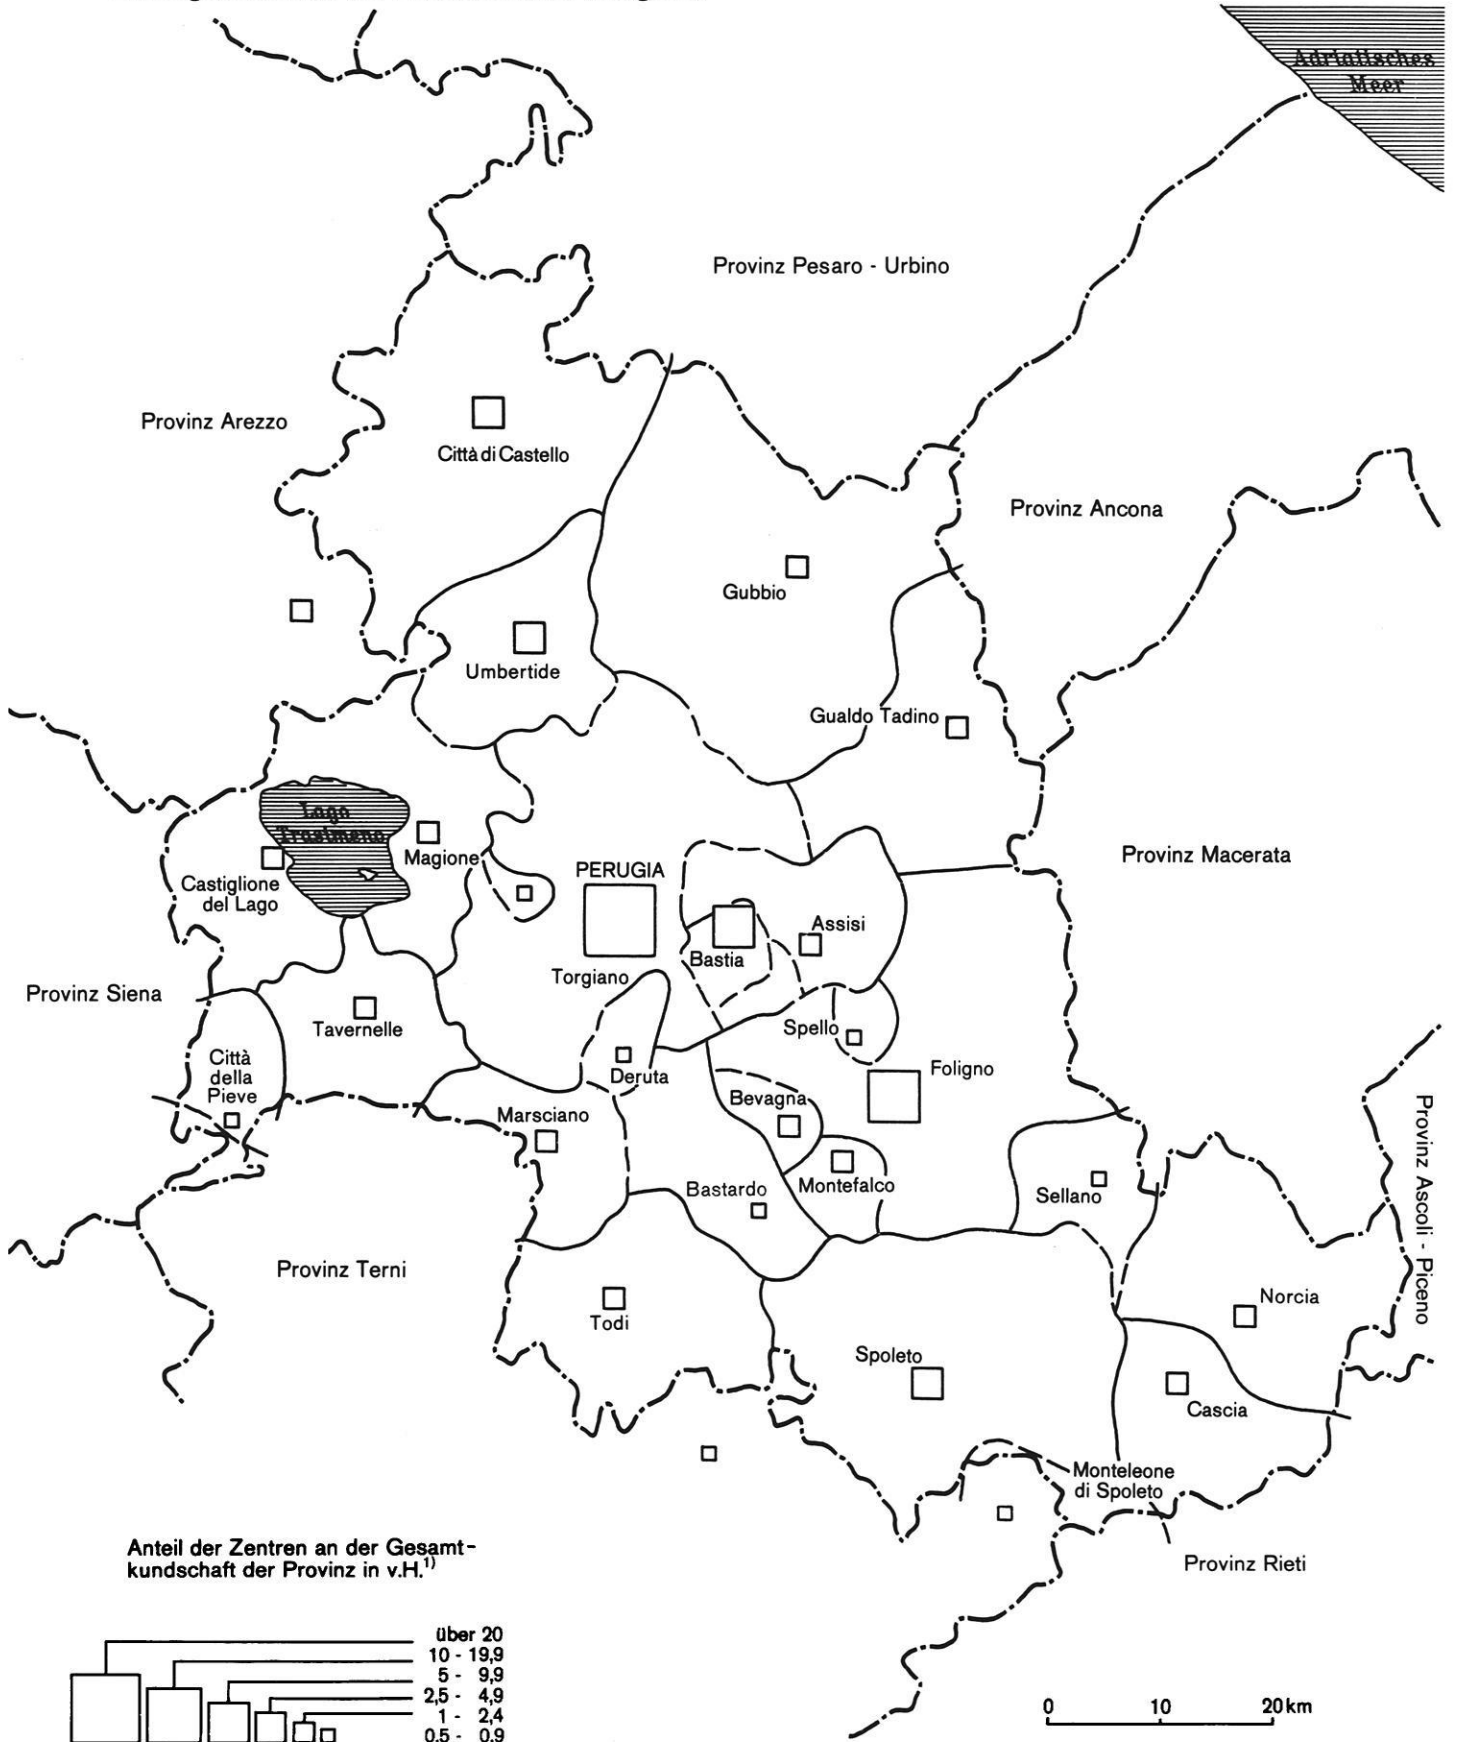 Adriatisches
Meer
Provinz Pesaro - Urbino
Provinz Arezzo
Città di Castello
Provinz Ancona
Gubbio
Umbertide
Gualdo Tadino
Lago
Trasimeno
Magione
Castiglione
del Lago
PERUGIA
Provinz Macerata
Assisi
Bastia
Torgiano
Provinz Siena
Tavernelle
Spello
Città
della
Pieve
Deruta
Foligno
Bevagna
Marsciano
Montefalco
Bastardo
Sellano
Provinz Ascoli - Piceno
Provinz Terni
Todi
Norcia
Spoleto
Cascia
Monteleone
di Spoleto
Provinz Rieti
Anteil der Zentren an der Gesamt-
kundschaft der Provinz in v.H.¹⁾
über 20
10 - 19,9
5 - 9,9
2,5 - 4,9
1 - 2,4
0,5 - 0,9
0 10 20 km